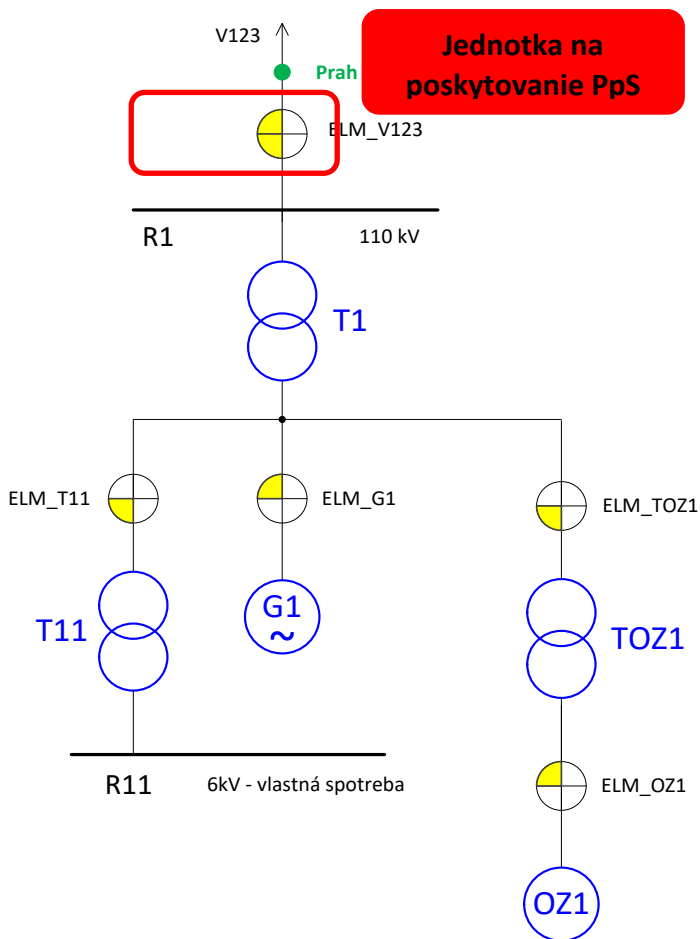 V123
Jednotka na
poskytovanie PpS
Prah
ELM_V123
R1
110 kV
T1
ELM_T11
ELM_G1
ELM_TOZ1
T11
G1
~
TOZ1
R11
6kV - vlastná spotreba
ELM_OZ1
OZ1